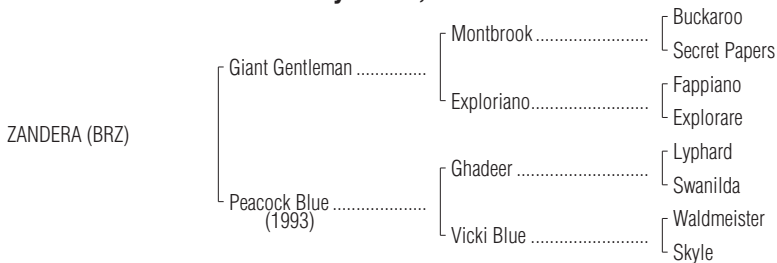 Buckaroo
Montbrook ................................
Secret Papers
Giant Gentleman ...............
Fappiano
Exploriano................................
Explorare
ZANDERA (BRZ)
Lyphard
Ghadeer .....................................
Swanilda
Peacock Blue ....................
(1993)
Waldmeister
Vicki Blue ..................................
Skyle